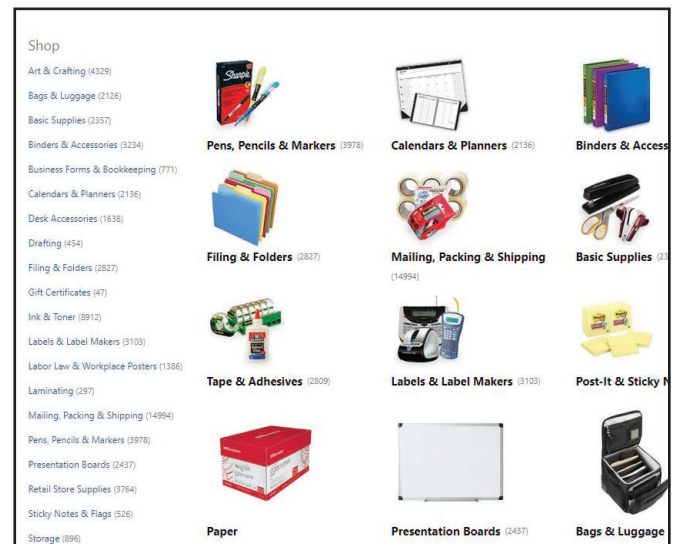 Shop
Art & Crafting (4329)
Bags & Luggage (2126)
Basic Supplies (2357)
Binders & Accessories (3234)
Business Forms & Bookkeeping (771)
Calendars & Planners (2136)
Desk Accessories (1638)
Drafting (454)
Filing & Folders (2827)
Gift Certificates (47)
Ink & Toner (8912)
Labels & Label Makers (3103)
Labor Law & Workplace Posters (1386)
Laminating (297)
Mailing, Packing & Shipping (14994)
Pens, Pencils & Markers (3978)
Presentation Boards (2437)
Retail Store Supplies (3764)
Sticky Notes & Flags (526)
Storage (896)
Sharpie
Pens, Pencils & Markers (3978)
Calendars & Planners (2136)
Binders & Access
Filing & Folders (2827)
Mailing, Packing & Shipping
(14994)
Basic Supplies (23
Tape & Adhesives (2809)
Labels & Label Makers (3103)
Post-it
Post-It & Sticky N
Paper
Presentation Boards (2437)
Bags & Luggage